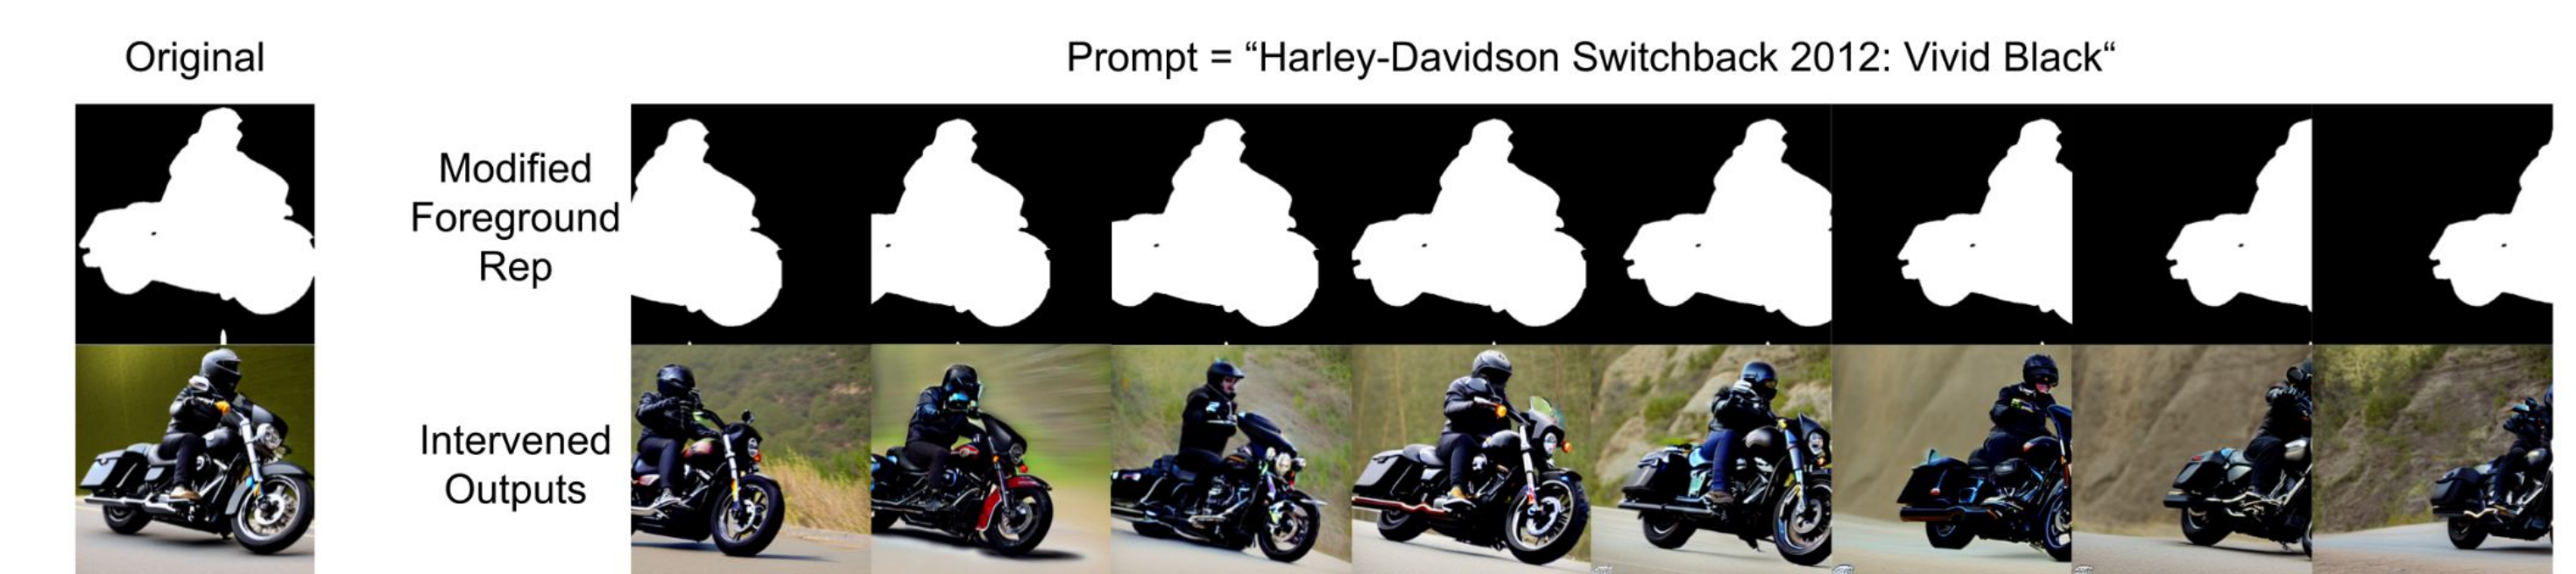 Original
Prompt = “Harley-Davidson Switchback 2012: Vivid Black“
Modified
Foreground
Rep
Intervened
Outputs